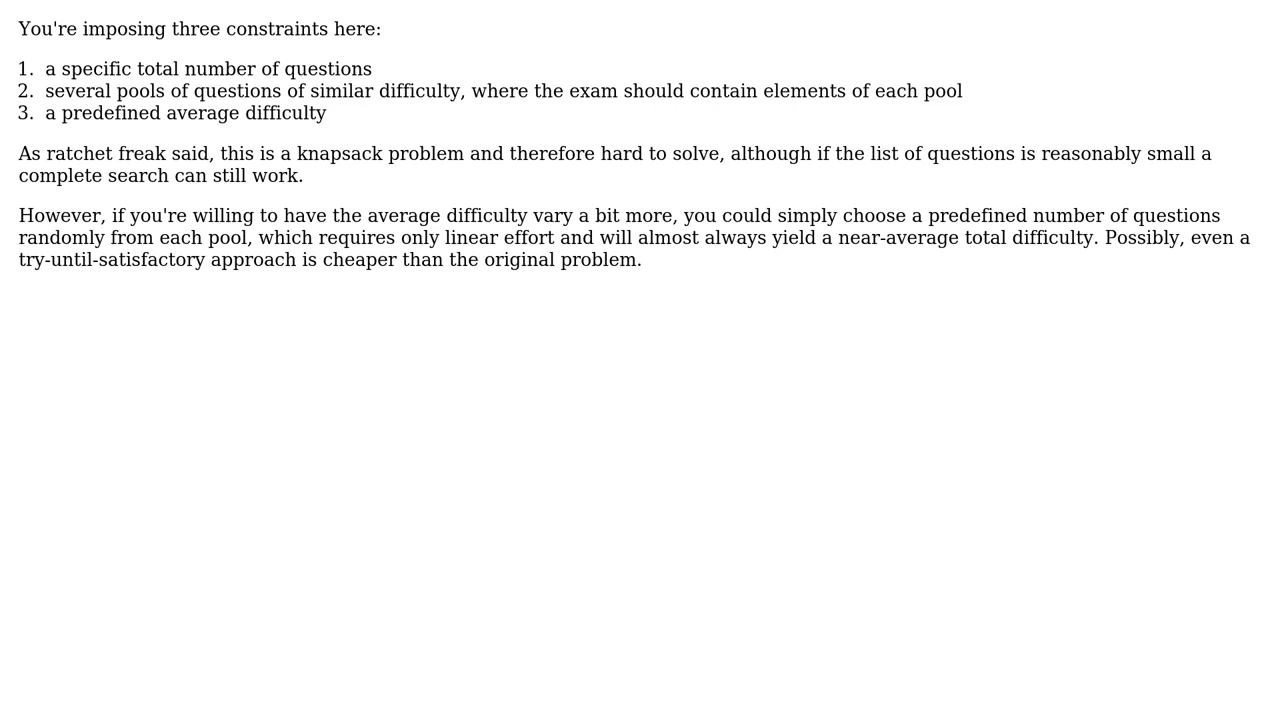 You're imposing three constraints here:
1. a specific total number of questions
2. several pools of questions of similar difficulty, where the exam should contain elements of each pool
3. a predefined average difficulty
As ratchet freak said, this is a knapsack problem and therefore hard to solve, although if the list of questions is reasonably small a
complete search can still work.
However, if you're willing to have the average difficulty vary a bit more, you could simply choose a predefined number of questions
randomly from each pool, which requires only linear effort and will almost always yield a near-average total difficulty. Possibly, even a
try-until-satisfactory approach is cheaper than the original problem.